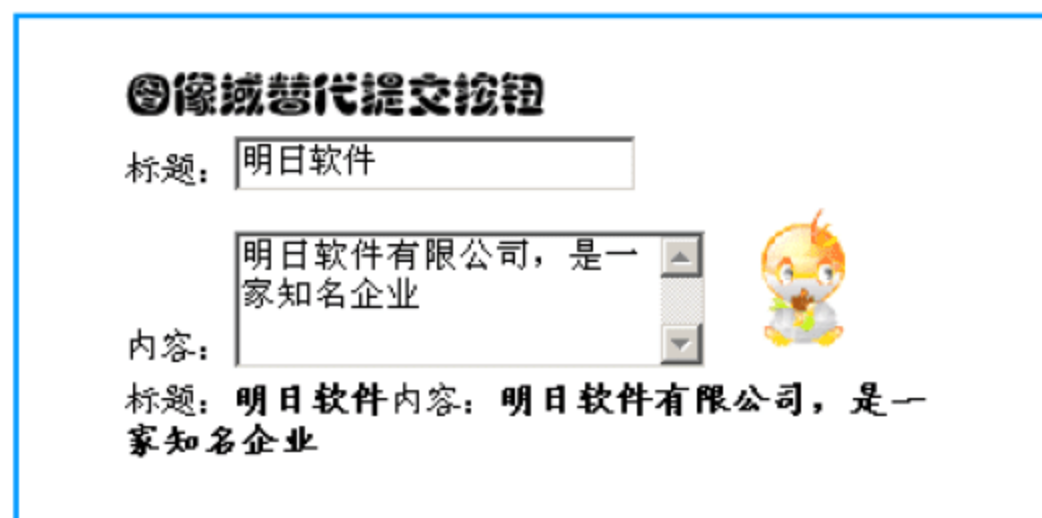 图像域替代提交按钮
标题：明日软件
明日软件有限公司，是一
家知名企业
内容：
标题：明日软件内容：明日软件有限公司，是一
家知名企业